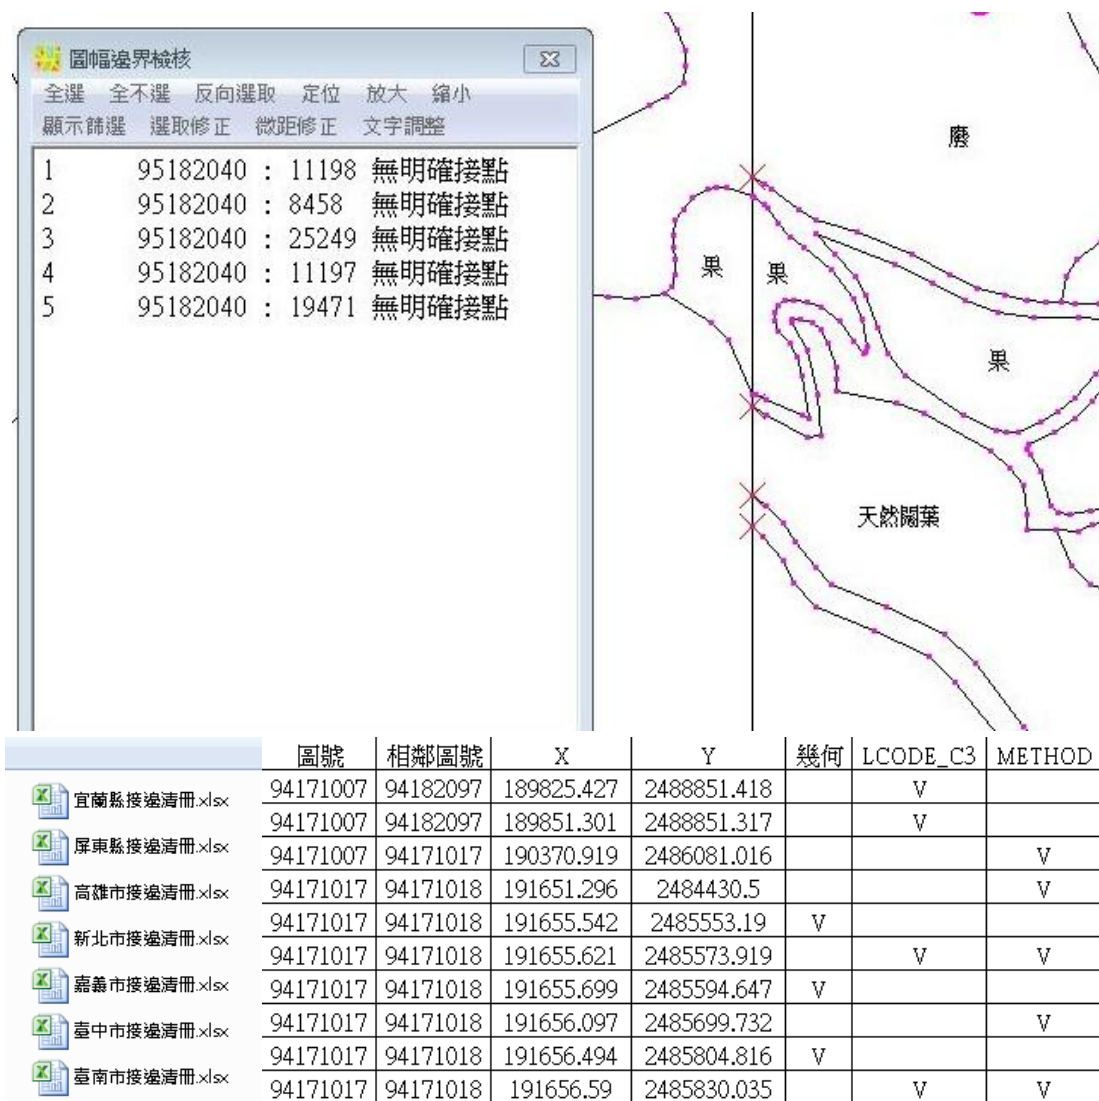 圖幅邊界檢核
全選 全不選 反向選取 定位 放大 縮小
顯示篩選 選取修正 微距修正 文字調整
1 95182040 : 11198 無明確接點
2 95182040 : 8458 無明確接點
3 95182040 : 25249 無明確接點
4 95182040 : 11197 無明確接點
5 95182040 : 19471 無明確接點
廢
果
果
果
天然闊葉
宜蘭縣接邊清冊.xlsx
屏東縣接邊清冊.xlsx
高雄市接邊清冊.xlsx
新北市接邊清冊.xlsx
嘉義市接邊清冊.xlsx
臺中市接邊清冊.xlsx
臺南市接邊清冊.xlsx
圖號 相鄰圖號 X Y 幾何 LCODE_C3 METHOD
94171007 94182097 189825.427 2488851.418 V
94171007 94182097 189851.301 2488851.317 V
94171007 94171017 190370.919 2486081.016 V
94171017 94171018 191651.296 2484430.5 V
94171017 94171018 191655.542 2485553.19 V
94171017 94171018 191655.621 2485573.919 V V
94171017 94171018 191655.699 2485594.647 V
94171017 94171018 191656.097 2485699.732 V
94171017 94171018 191656.494 2485804.816 V
94171017 94171018 191656.59 2485830.035 V V